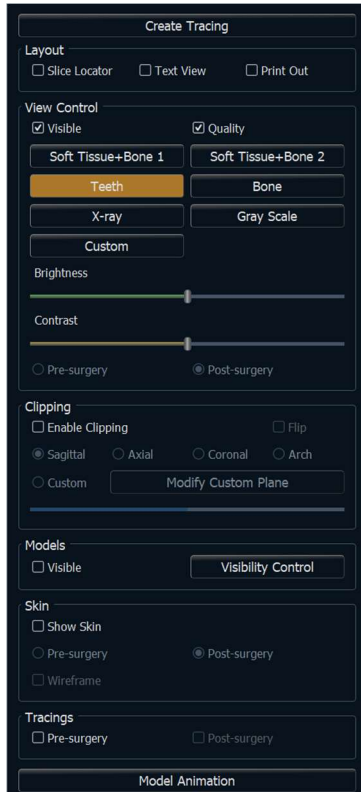 Create Tracing
Layout
Slice Locator Text View Print Out
View Control
Visible Quality
Soft Tissue+Bone 1 Soft Tissue+Bone 2
Teeth Bone
X-ray Gray Scale
Custom
Brightness
Contrast
Pre-surgery Post-surgery
Clipping
Enable Clipping Flip
Sagittal Axial Coronal Arch
Custom Modify Custom Plane
Models
Visible Visibility Control
Skin
Show Skin
Pre-surgery Post-surgery
Wireframe
Tracings
Pre-surgery Post-surgery
Model Animation